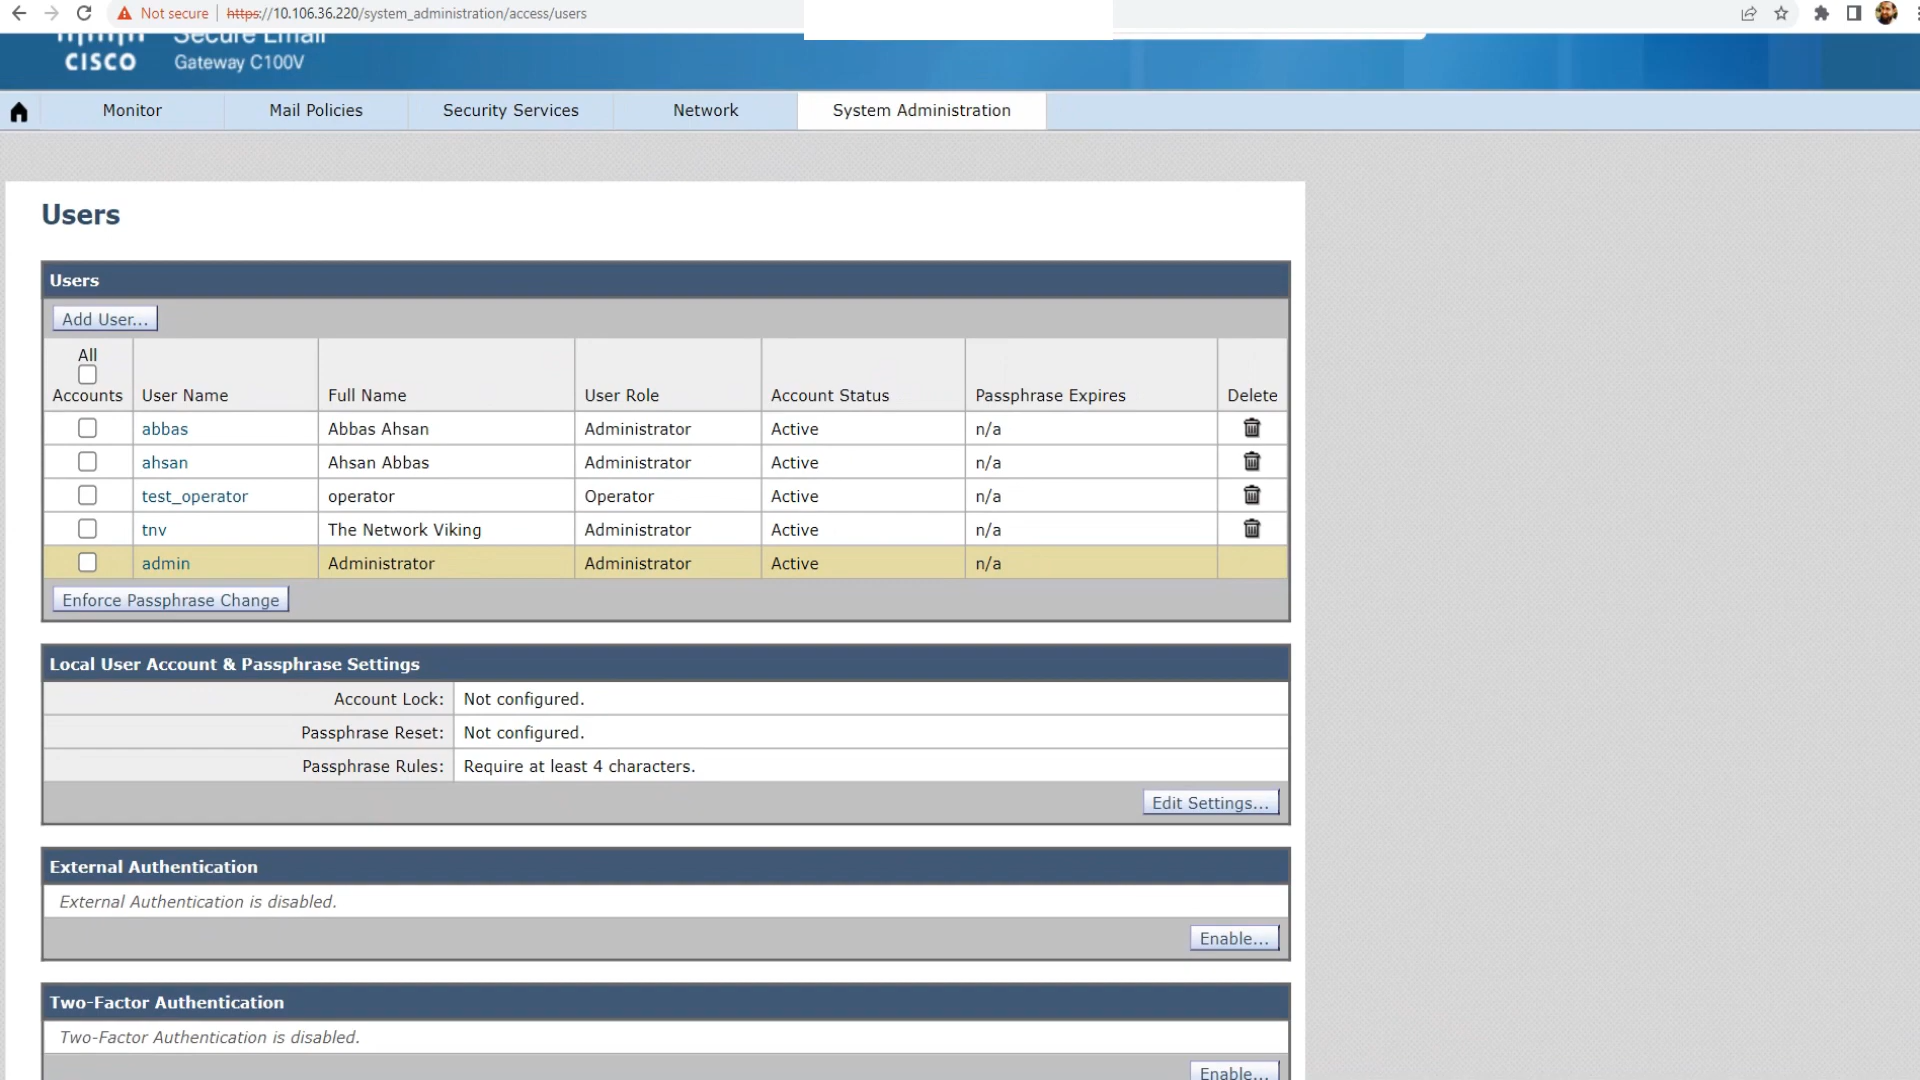 Not secure | https://10.106.36.220/system_administration/access/users
CISCO
Secure Email
Gateway C100V
Monitor Mail Policies Security Services Network System Administration
Users
Users
Add User...
All
Accounts User Name Full Name User Role Account Status Passphrase Expires Delete
abbas Abbas Ahsan Administrator Active n/a
ahsan Ahsan Abbas Administrator Active n/a
test_operator operator Operator Active n/a
tnv The Network Viking Administrator Active n/a
admin Administrator Administrator Active n/a
Enforce Passphrase Change
Local User Account & Passphrase Settings
Account Lock: Not configured.
Passphrase Reset: Not configured.
Passphrase Rules: Require at least 4 characters.
Edit Settings...
External Authentication
External Authentication is disabled.
Enable...
Two-Factor Authentication
Two-Factor Authentication is disabled.
Enable...